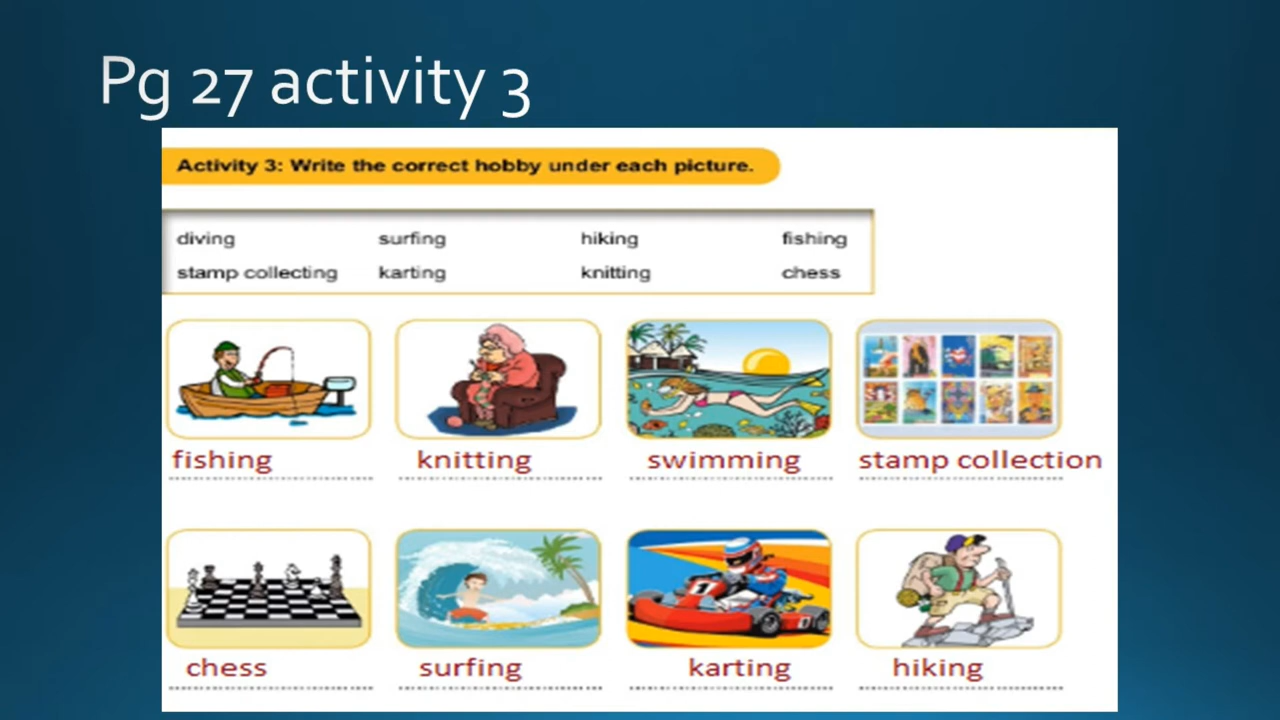 Pg 27 activity 3
Activity 3: Write the correct hobby under each picture.
diving surfing hiking fishing
stamp collecting karting knitting chess
fishing knitting swimming stamp collection
chess surfing karting hiking